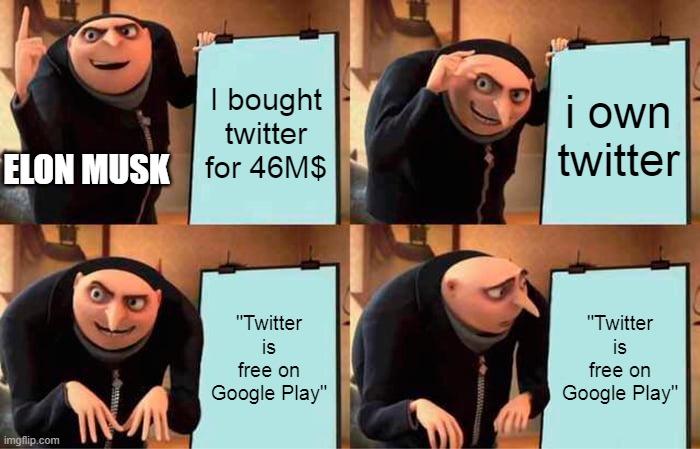 ELON MUSK
I bought
twitter
for 46M$
i own
twitter
"Twitter
is
free on
Google Play"
"Twitter
is
free on
Google Play"
imgflip.com